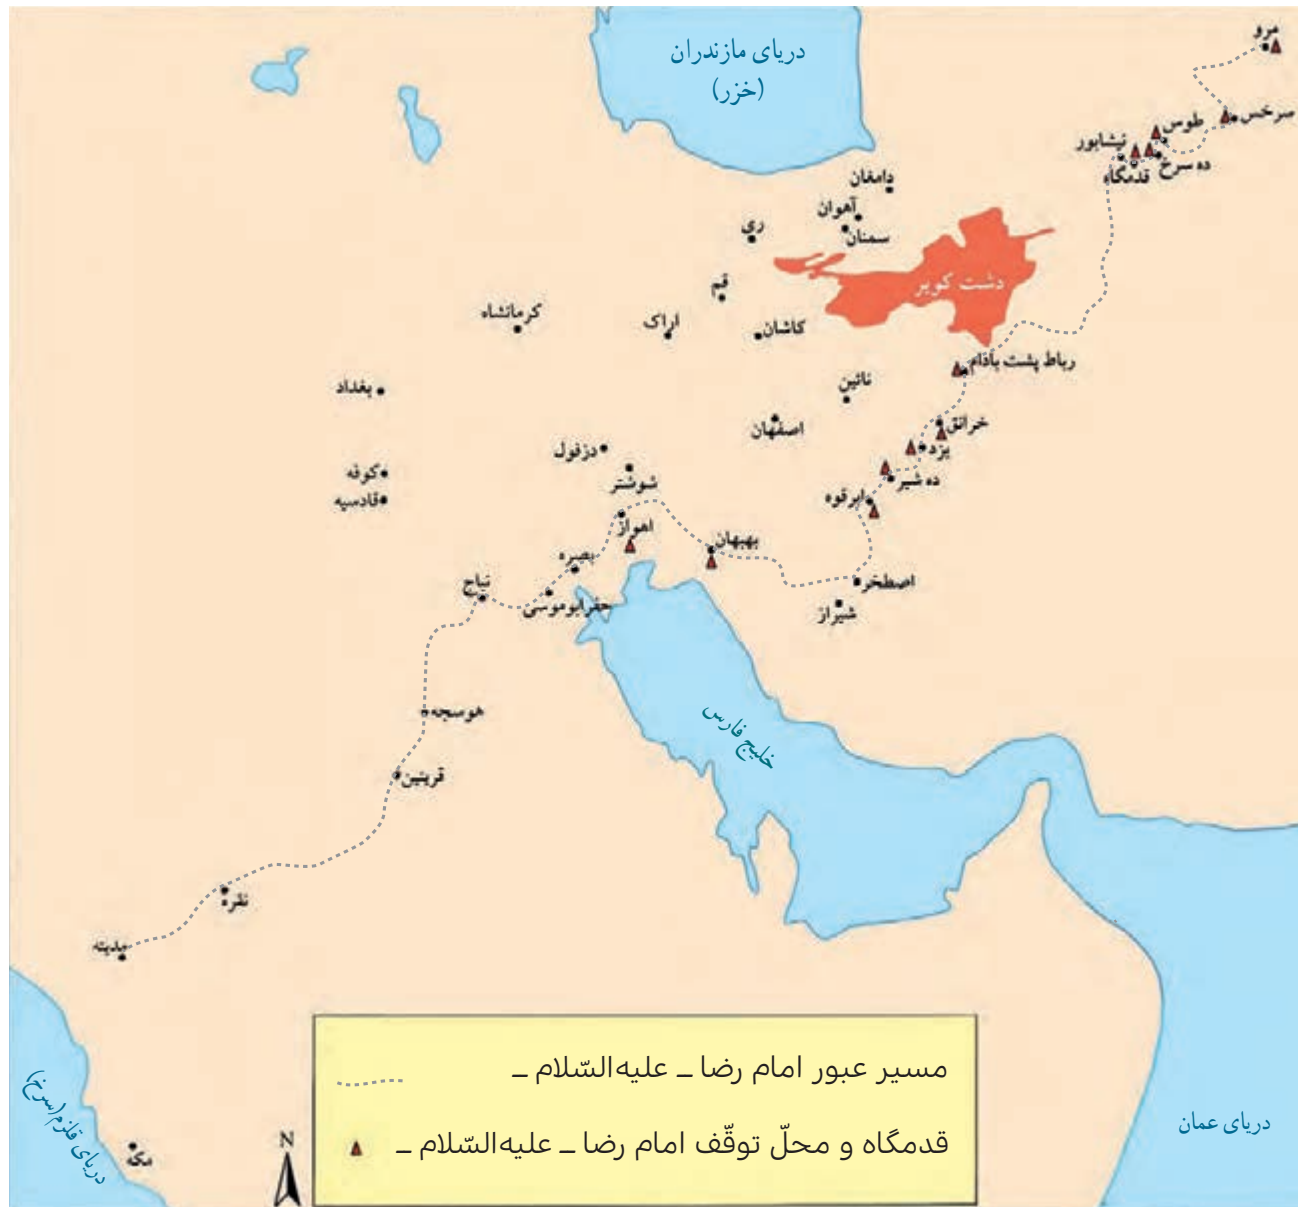 دریای مازندران
(خزر)
مرو
سرخس
طوس
نیشابور
ده سرخ
قدمگاه
دامغان
آهوان
سمنان
ری
دشت کویر
قم
کرمانشاه
اراک
کاشان
رباط پشت بادام
بغداد
نائین
خرانق
اصفهان
یزد
دزفول
کوفه
شوشتر
ده شیر
قادسیه
ابرقوه
اهواز
بهبهان
بصره
نباج
اصطخر
حفرابوموسی
شیراز
هوسجه
خلیج فارس
قرینین
نقره
مدینه
مسیر عبور امام رضا ـ علیه‌السّلام ـ
قدمگاه و محلّ توقّف امام رضا ـ علیه‌السّلام ـ
دریای عمان
دریای قلزم(سرخ)
مکه
N